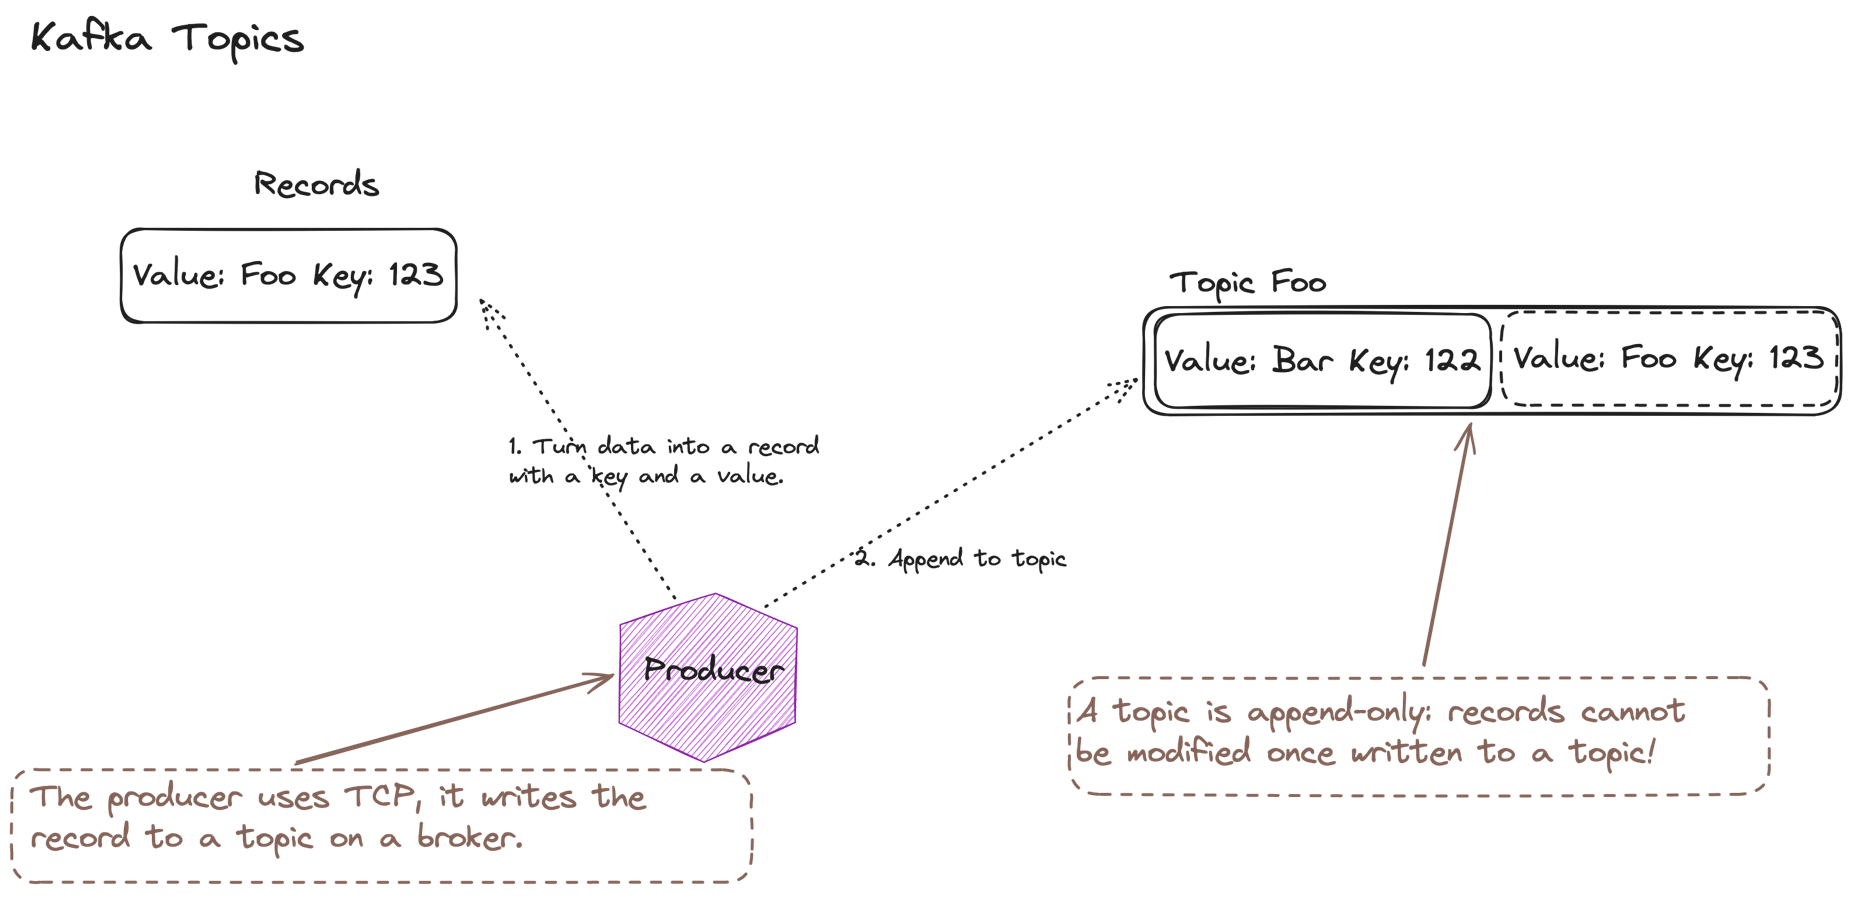 Kafka Topics
Records
Value: Foo Key: 123
Topic Foo
Value: Bar Key: 122
Value: Foo Key: 123
1. Turn data into a record
with a key and a value.
2. Append to topic
Producer
A topic is append-only: records cannot
be modified once written to a topic!
The producer uses TCP, it writes the
record to a topic on a broker.